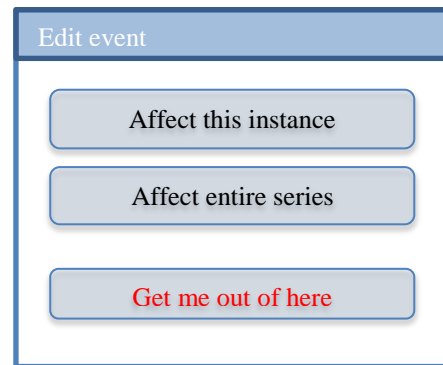 Edit event
Affect this instance
Affect entire series
Get me out of here